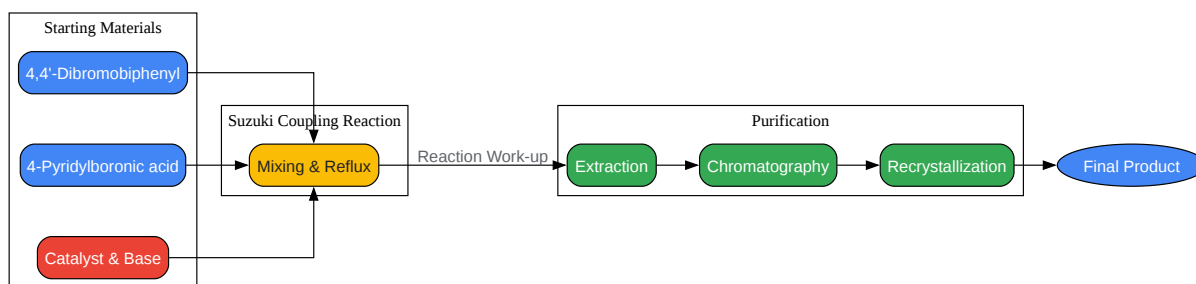 Starting Materials
4,4'-Dibromobiphenyl
4-Pyridylboronic acid
Catalyst & Base
Suzuki Coupling Reaction
Mixing & Reflux
Reaction Work-up
Purification
Extraction
Chromatography
Recrystallization
Final Product